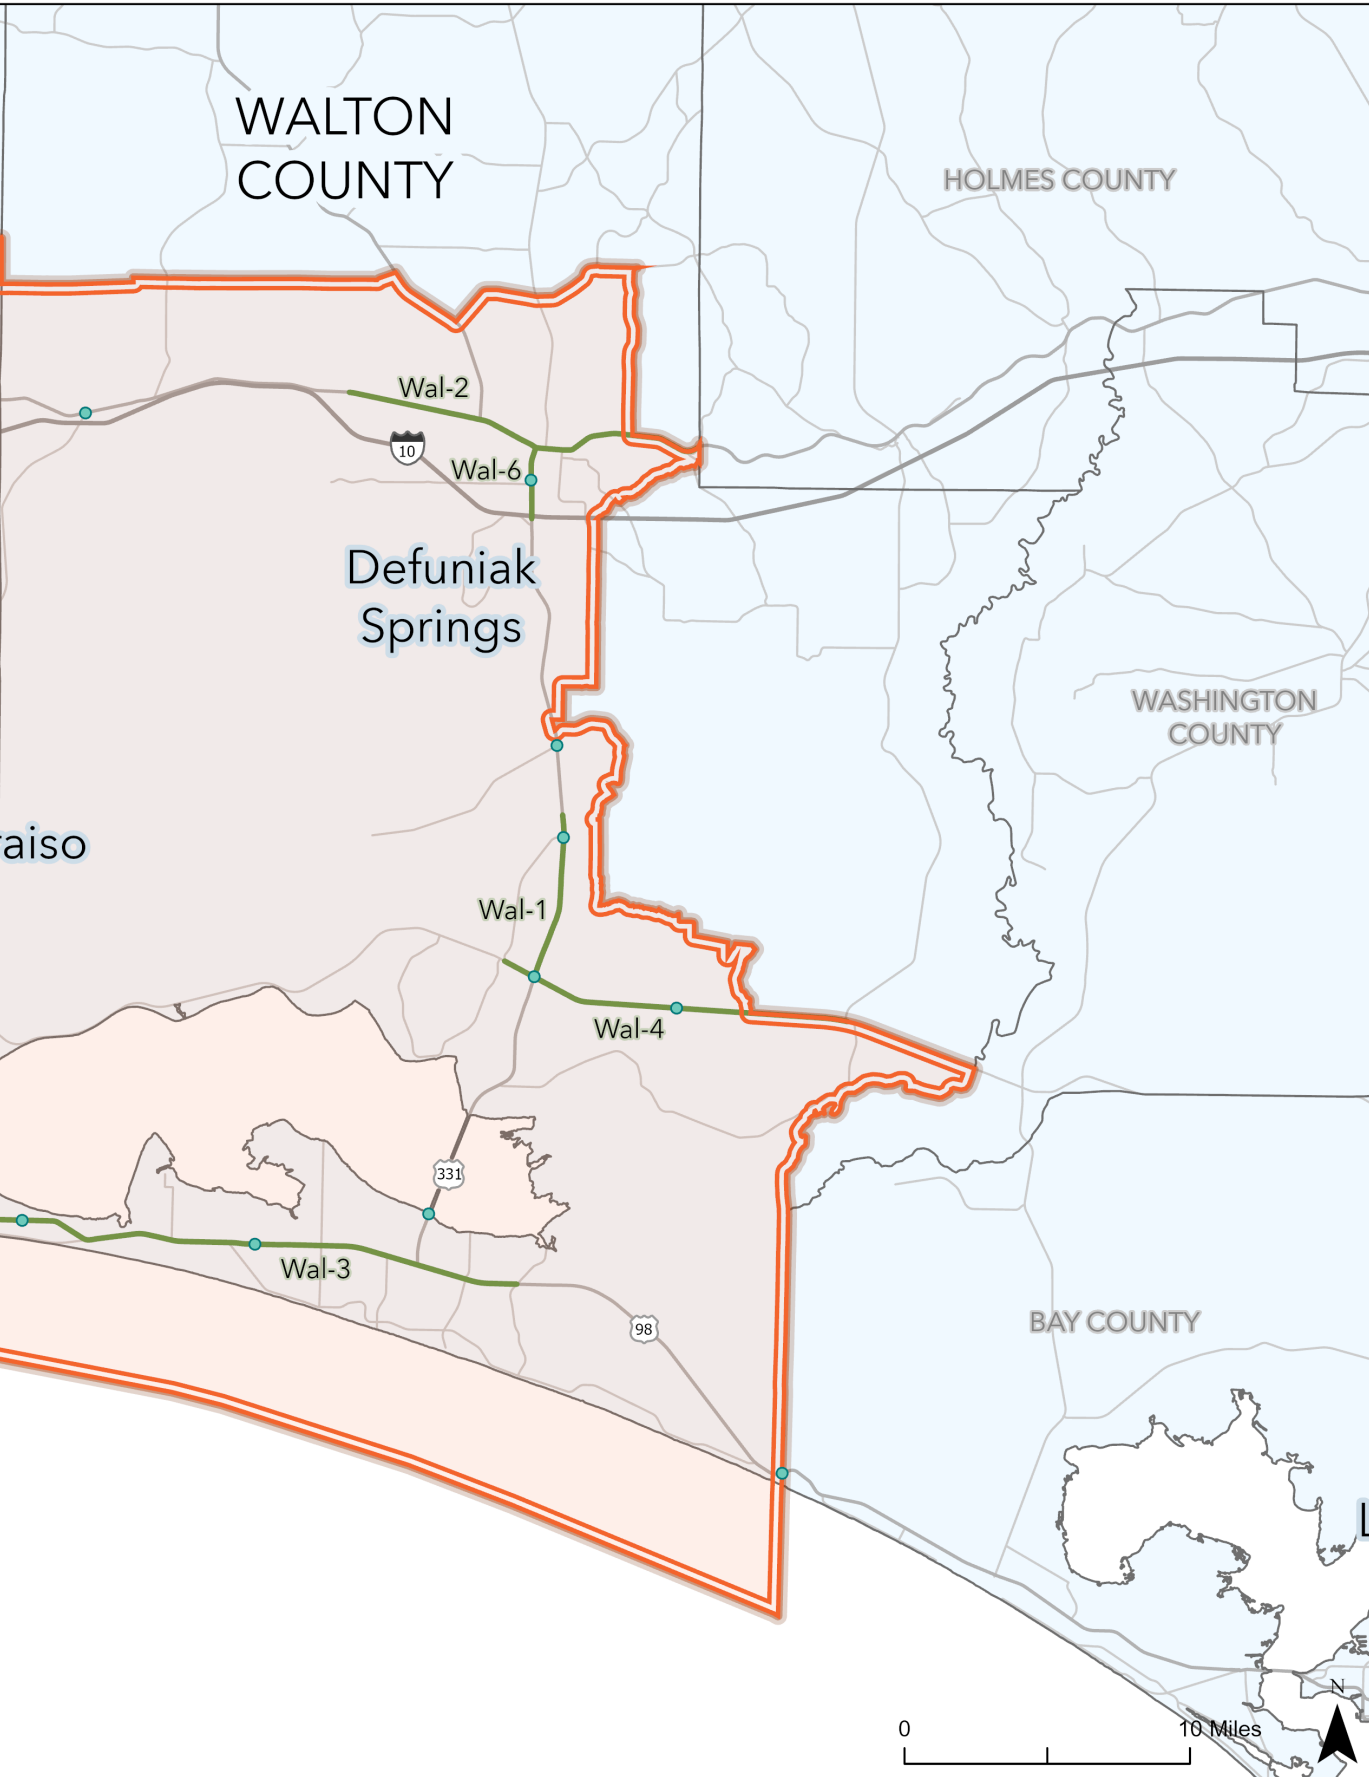 WALTON
COUNTY
HOLMES COUNTY
Wal-2
10
Wal-6
Defuniak
Springs
WASHINGTON
COUNTY
raiso
Wal-1
Wal-4
331
Wal-3
98
BAY COUNTY
L
N
0
10 Miles